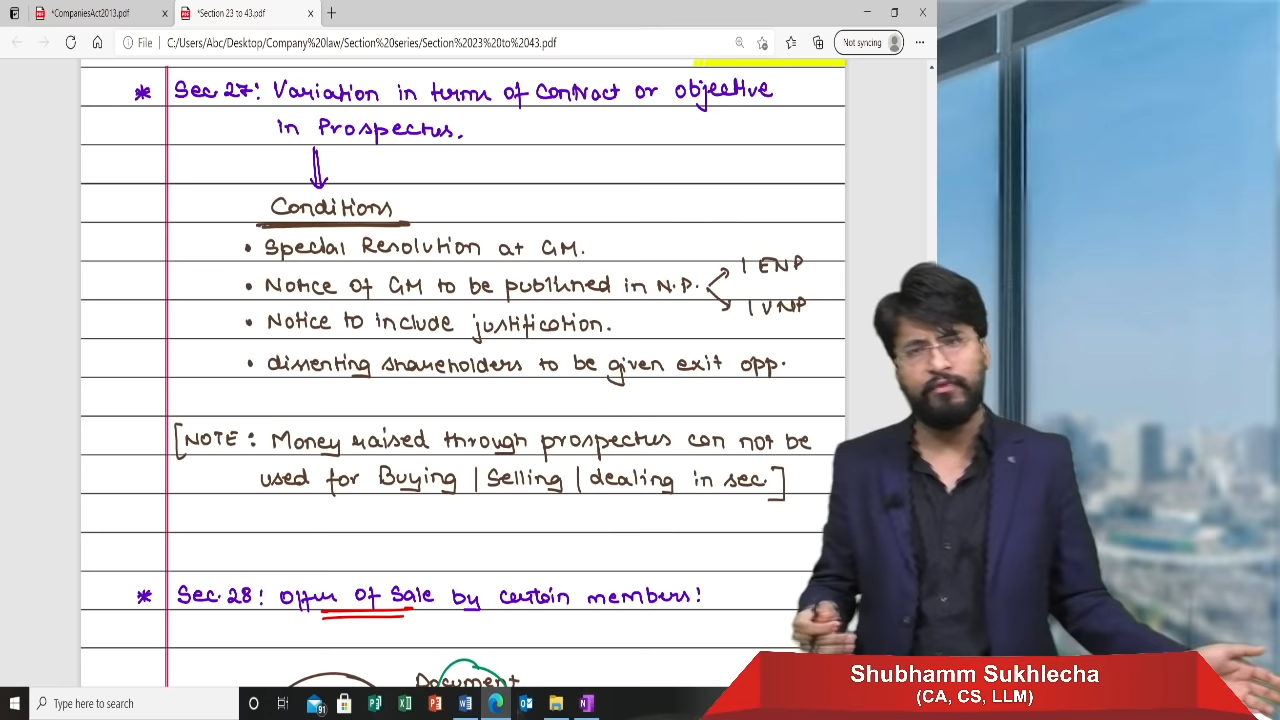 *CompaniesAct2013.pdf
*Section 23 to 43.pdf
File
C:/Users/Abc/Desktop/Company%20law/Section%20series/Section%2023%20to%2043.pdf
Not syncing
* Sec.27: Variation in terms of Contract or objective
in Prospectus.
Conditions
• Special Resolution at GM.
• Notice of GM to be published in N.P.
1 ENP
1 VNP
• Notice to include justification.
• dissenting shareholders to be given exit opp.
[NOTE: Money raised through prospectus can not be
used for Buying | Selling | dealing in sec]
* Sec.28: Offer of Sale by certain members!
Document
Shubhamm Sukhlecha
(CA, CS, LLM)
Type here to search
91